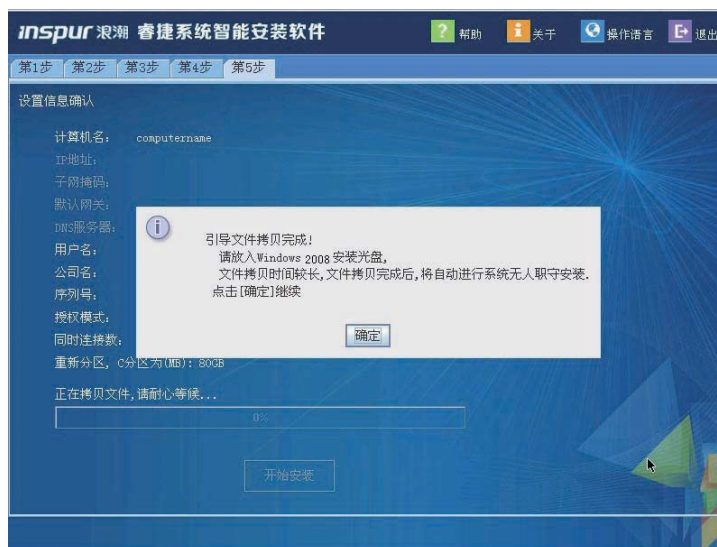 inspur 浪潮 睿捷系统智能安装软件 帮助 关于 操作语言 退出
第1步 第2步 第3步 第4步 第5步
设置信息确认
计算机名: computername
IP地址:
子网掩码:
默认网关:
DNS服务器:
用户名:
公司名:
序列号:
授权模式:
同时连接数:
重新分区, C分区为(MB): 80GB
引导文件拷贝完成!
请放入Windows 2008 安装光盘,
文件拷贝时间较长,文件拷贝完成后,将自动进行系统无人职守安装.
点击[确定]继续
确定
正在拷贝文件,请耐心等候...
0%
开始安装